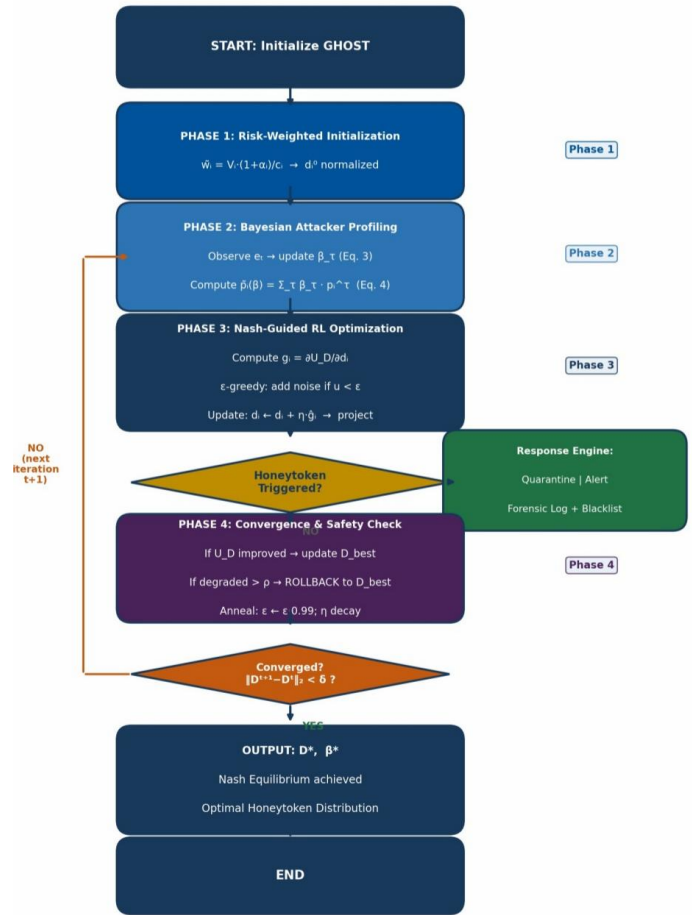 START: Initialize GHOST
PHASE 1: Risk-Weighted Initialization
w̃ᵢ = Vᵢ·(1+αᵢ)/cᵢ → dᵢ⁰ normalized
Phase 1
PHASE 2: Bayesian Attacker Profiling
Observe eₜ → update β_τ (Eq. 3)
Compute p̄ᵢ(β) = Σ_τ β_τ · pᵢ^τ (Eq. 4)
Phase 2
PHASE 3: Nash-Guided RL Optimization
Compute gᵢ = ∂U_D/∂dᵢ
ε-greedy: add noise if u < ε
Update: dᵢ ← dᵢ + η·ĝᵢ → project
Phase 3
NO
(next
iteration
t+1)
Honeytoken
Triggered?
Response Engine:
Quarantine | Alert
Forensic Log + Blacklist
NO
PHASE 4: Convergence & Safety Check
If U_D improved → update D_best
If degraded > ρ → ROLLBACK to D_best
Anneal: ε ← ε 0.99; η decay
Phase 4
Converged?
‖Dᵗ⁺¹−Dᵗ‖₂ < δ ?
YES
OUTPUT: D*, β*
Nash Equilibrium achieved
Optimal Honeytoken Distribution
END